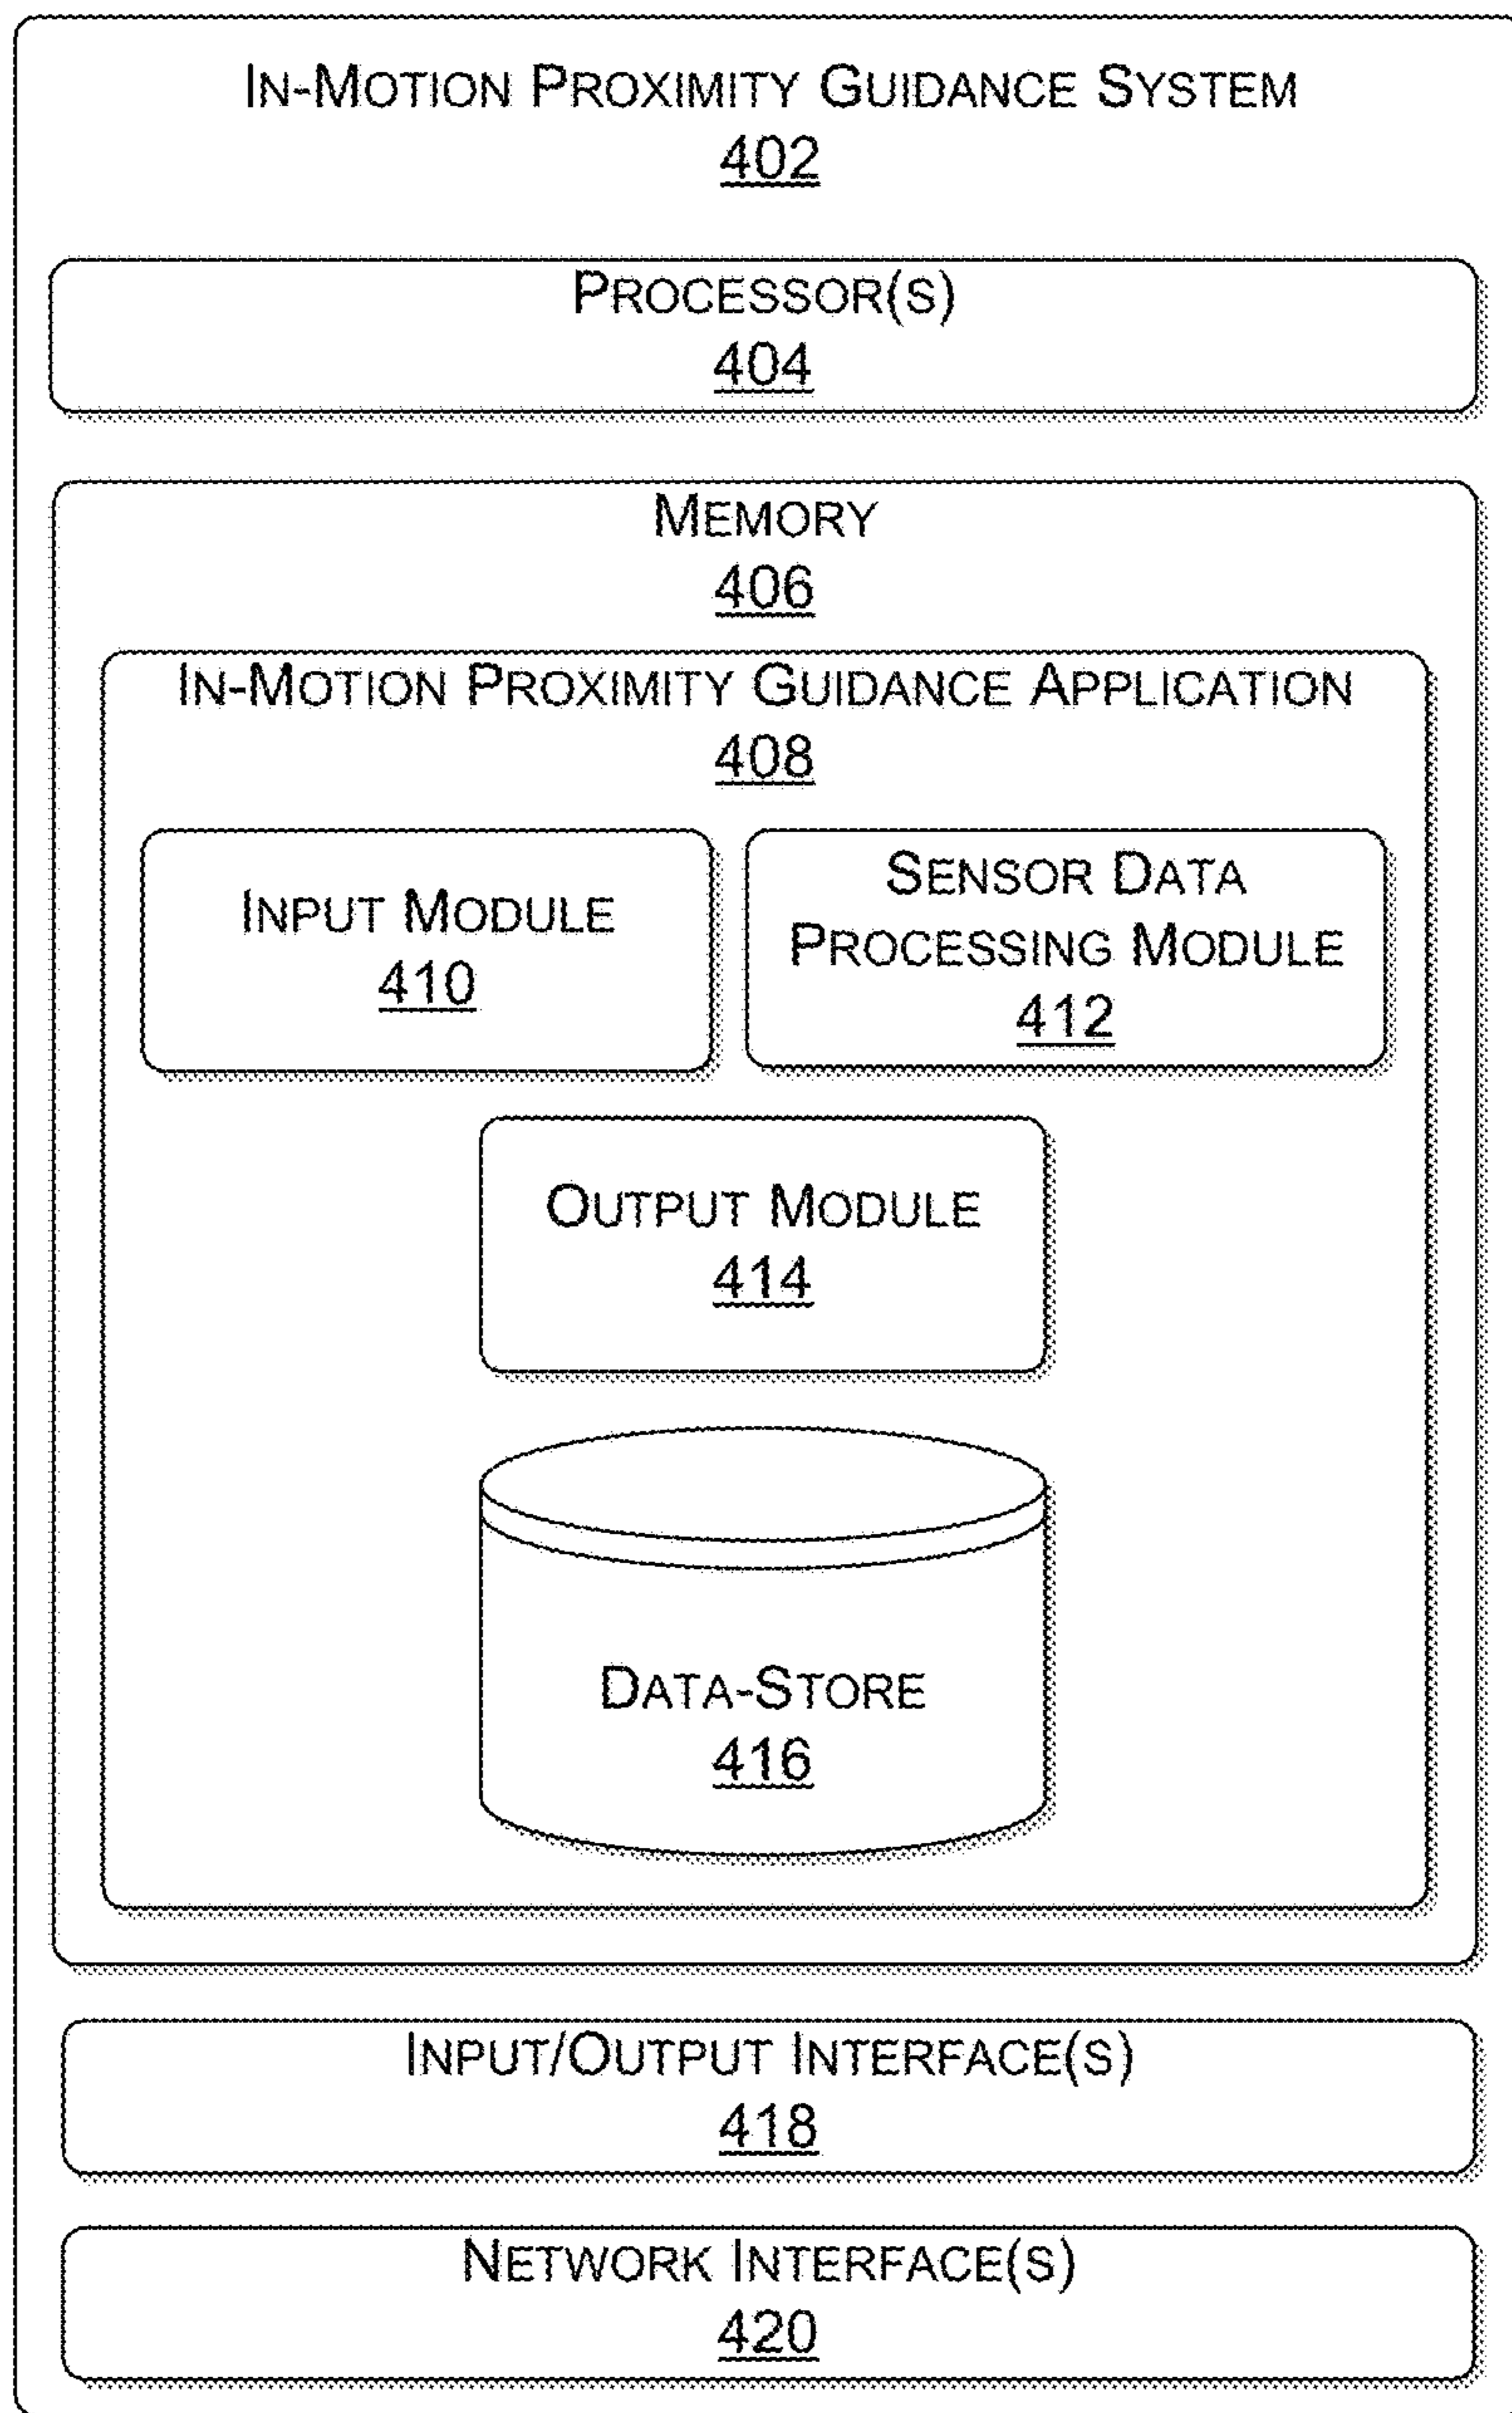 IN-MOTION PROXIMITY GUIDANCE SYSTEM
402
PROCESSOR(S)
404
MEMORY
406
IN-MOTION PROXIMITY GUIDANCE APPLICATION
408
INPUT MODULE
410
SENSOR DATA
PROCESSING MODULE
412
OUTPUT MODULE
414
DATA-STORE
416
INPUT/OUTPUT INTERFACE(S)
418
NETWORK INTERFACE(S)
420